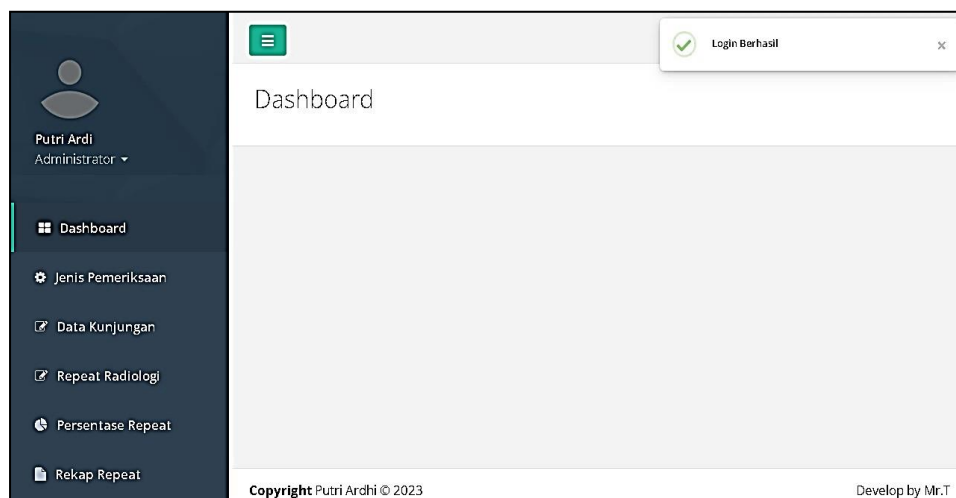 Login Berhasil
Dashboard
Putri Ardi
Administrator
Dashboard
Jenis Pemeriksaan
Data Kunjungan
Repeat Radiologi
Persentase Repeat
Rekap Repeat
Copyright Putri Ardhi © 2023
Develop by Mr.T